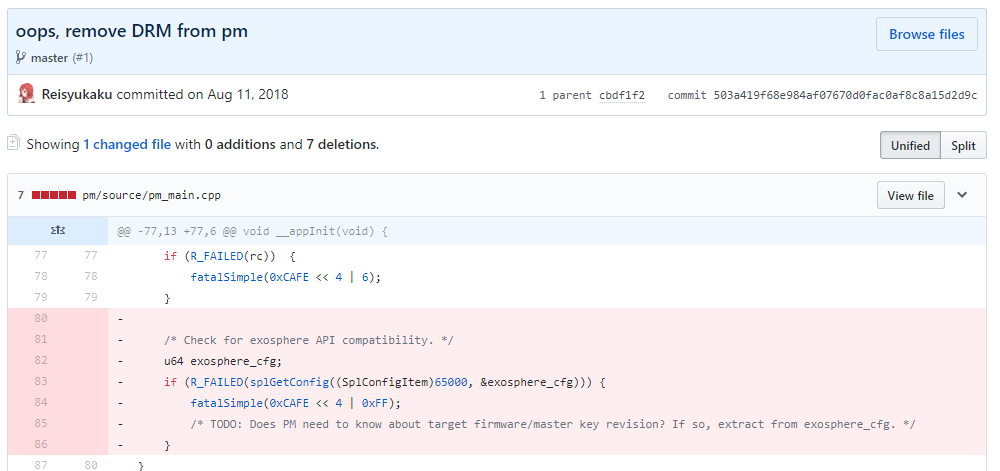 oops, remove DRM from pm
Browse files
master (#1)
Reisyukaku committed on Aug 11, 2018
1 parent cbdf1f2 commit 503a419f68e984af07670d0fac0af8c8a15d2d9c
Showing 1 changed file with 0 additions and 7 deletions.
Unified Split
7 pm/source/pm_main.cpp
View file
@@ -77,13 +77,6 @@ void __appInit(void) {
77 77 if (R_FAILED(rc)) {
78 78 fatalSimple(0xCAFE << 4 | 6);
79 79 }
80 -
81 - /* Check for exosphere API compatibility. */
82 - u64 exosphere_cfg;
83 - if (R_FAILED(splGetConfig((SplConfigItem)65000, &exosphere_cfg))) {
84 - fatalSimple(0xCAFE << 4 | 0xFF);
85 - /* TODO: Does PM need to know about target firmware/master key revision? If so, extract from exosphere_cfg. */
86 - }
87 80 }